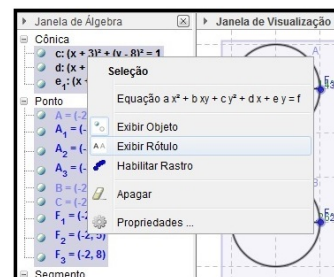 Janela de Álgebra
Janela de Visualização
Cônica
c: (x + 3)² + (y - 8)² = 1
d: (x +
e₁: (x +
Ponto
A = (-2
A₁ = (-
A₂ = (-
A₃ = (-
B = (-2
C = (-2
F₁ = (-2
F₂ = (-2, 5)
F₃ = (-2, 8)
Segmento
Seleção
Equação a x² + b xy + c y² + d x + e y = f
Exibir Objeto
AA Exibir Rótulo
Habilitar Rastro
Apagar
Propriedades ...
A
B